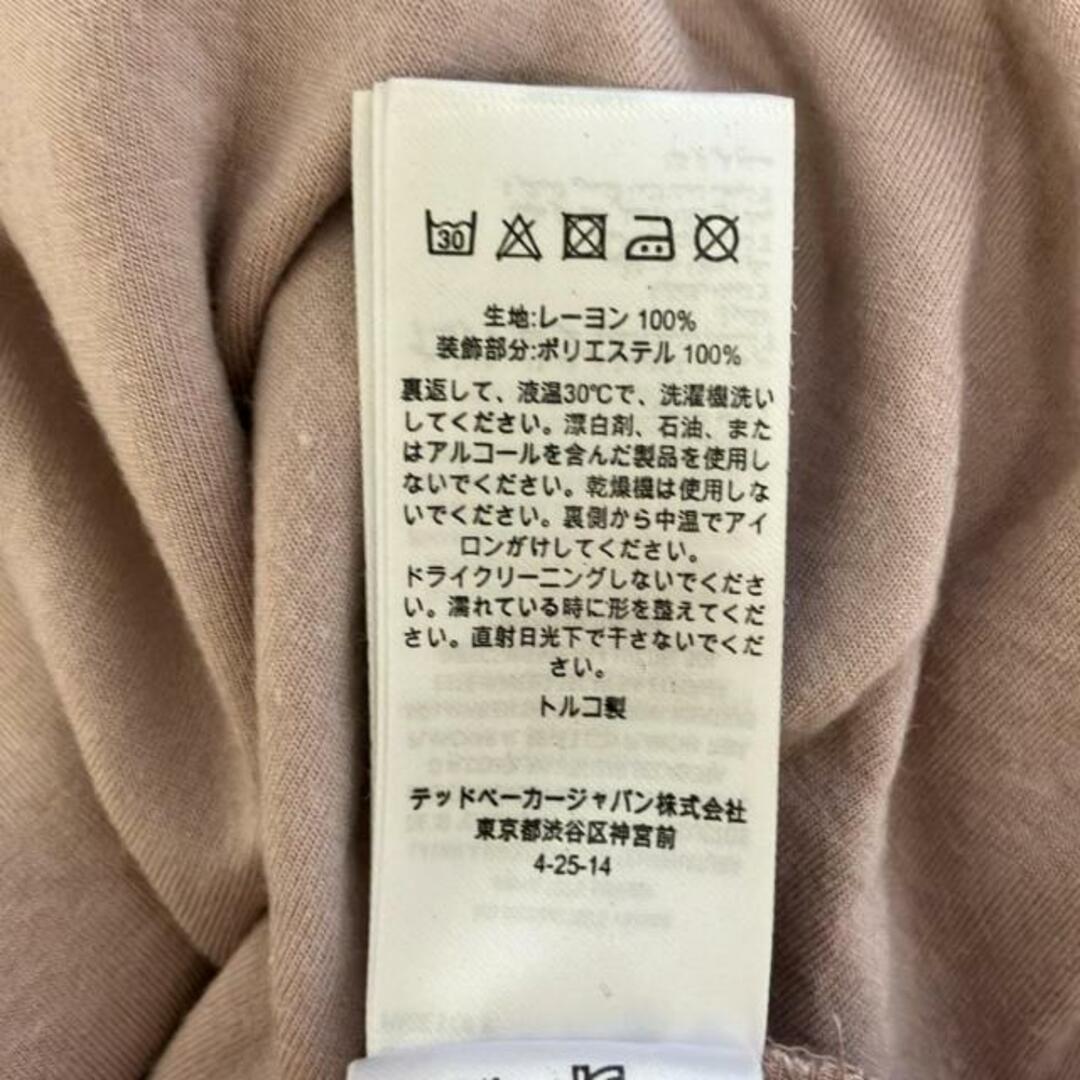 30
生地:レーヨン 100%
装飾部分:ポリエステル 100%
裏返して、液温30℃で、洗濯機洗い
してください。漂白剤、石油、また
はアルコールを含んだ製品を使用し
ないでください。乾燥機は使用しな
いでください。裏側から中温でアイ
ロンがけしてください。
ドライクリーニングしないでくださ
い。濡れている時に形を整えてくだ
さい。直射日光下で干さないでくだ
さい。
トルコ製
テッドベーカージャパン株式会社
東京都渋谷区神宮前
4-25-14